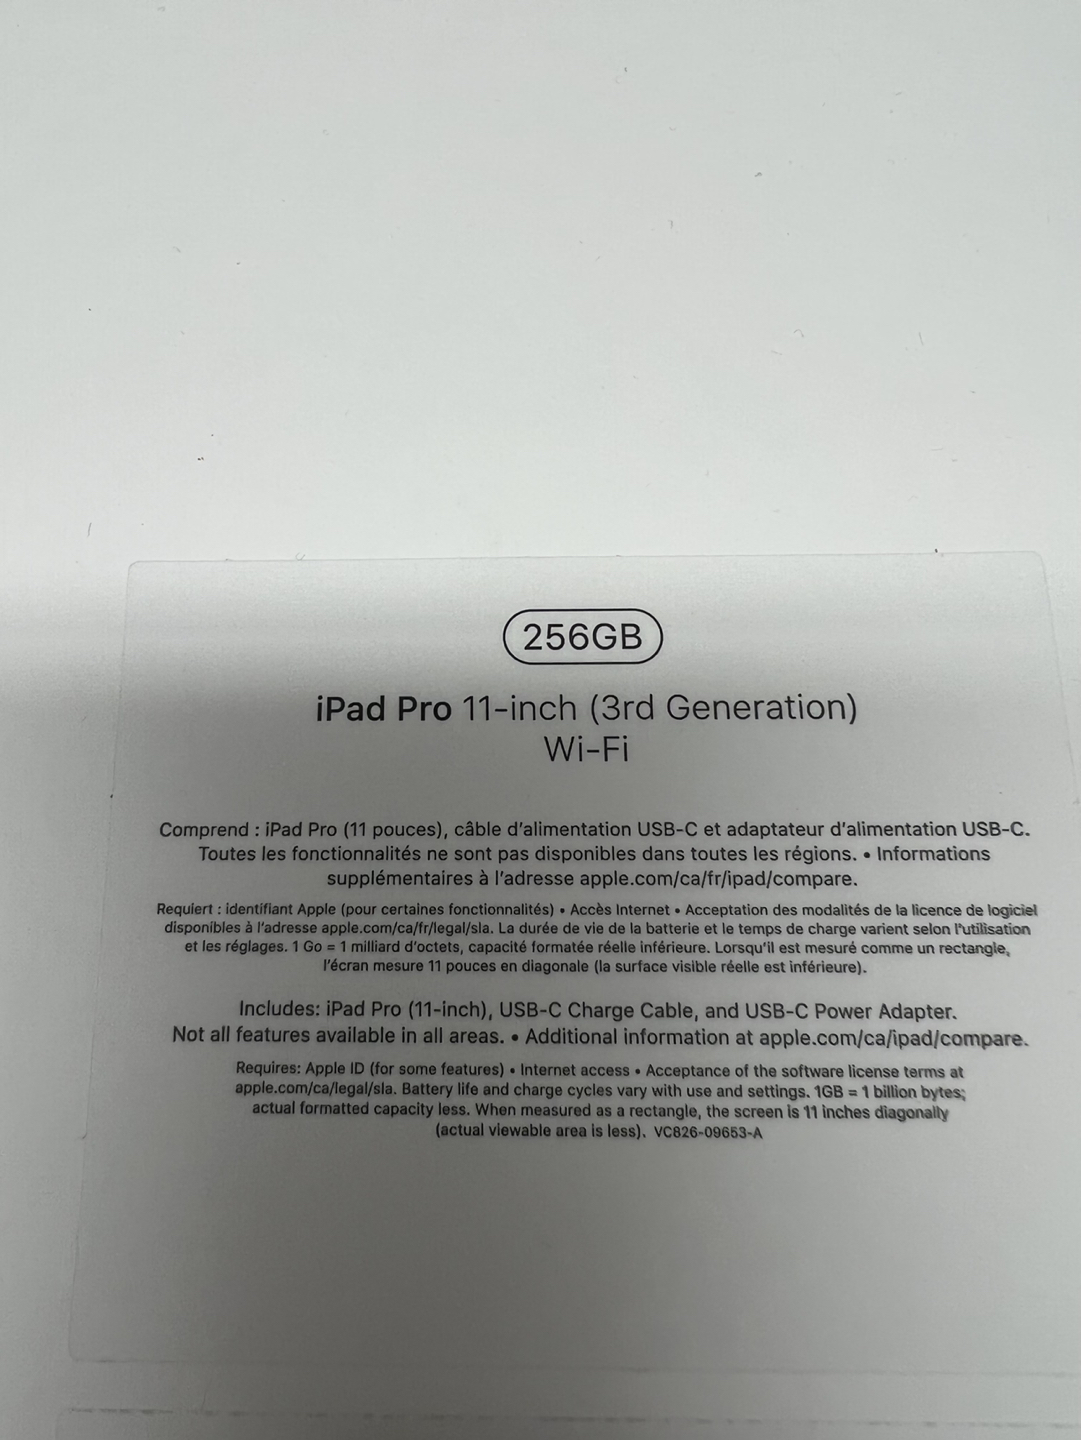 256GB
iPad Pro 11-inch (3rd Generation)
Wi-Fi
Comprend : iPad Pro (11 pouces), câble d'alimentation USB-C et adaptateur d'alimentation USB-C.
Toutes les fonctionnalités ne sont pas disponibles dans toutes les régions. • Informations
supplémentaires à l'adresse apple.com/ca/fr/ipad/compare.
Requiert : identifiant Apple (pour certaines fonctionnalités) • Accès Internet • Acceptation des modalités de la licence de logiciel
disponibles à l'adresse apple.com/ca/fr/legal/sla. La durée de vie de la batterie et le temps de charge varient selon l'utilisation
et les réglages. 1 Go = 1 milliard d'octets, capacité formatée réelle inférieure. Lorsqu'il est mesuré comme un rectangle,
l'écran mesure 11 pouces en diagonale (la surface visible réelle est inférieure).
Includes: iPad Pro (11-inch), USB-C Charge Cable, and USB-C Power Adapter.
Not all features available in all areas. • Additional information at apple.com/ca/ipad/compare.
Requires: Apple ID (for some features) • Internet access • Acceptance of the software license terms at
apple.com/ca/legal/sla. Battery life and charge cycles vary with use and settings. 1GB = 1 billion bytes;
actual formatted capacity less. When measured as a rectangle, the screen is 11 inches diagonally
(actual viewable area is less). VC826-09653-A